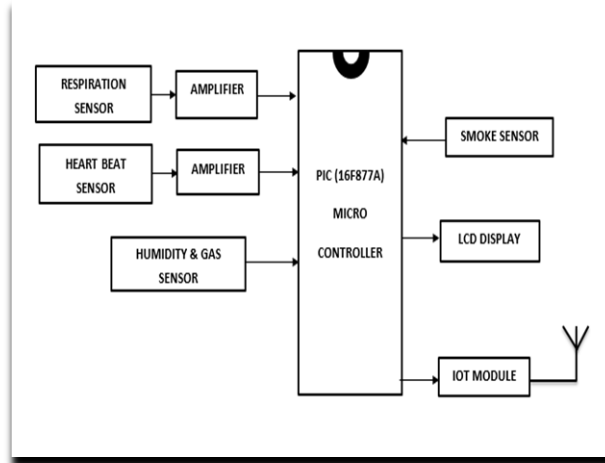 RESPIRATION
SENSOR
AMPLIFIER
HEART BEAT
SENSOR
AMPLIFIER
HUMIDITY & GAS
SENSOR
PIC (16F877A)
MICRO
CONTROLLER
SMOKE SENSOR
LCD DISPLAY
IOT MODULE